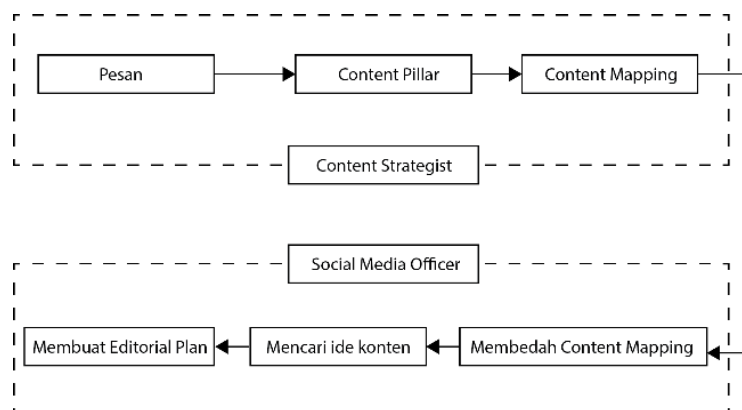 Pesan
Content Pillar
Content Mapping
Content Strategist
Social Media Officer
Membuat Editorial Plan
Mencari ide konten
Membedah Content Mapping